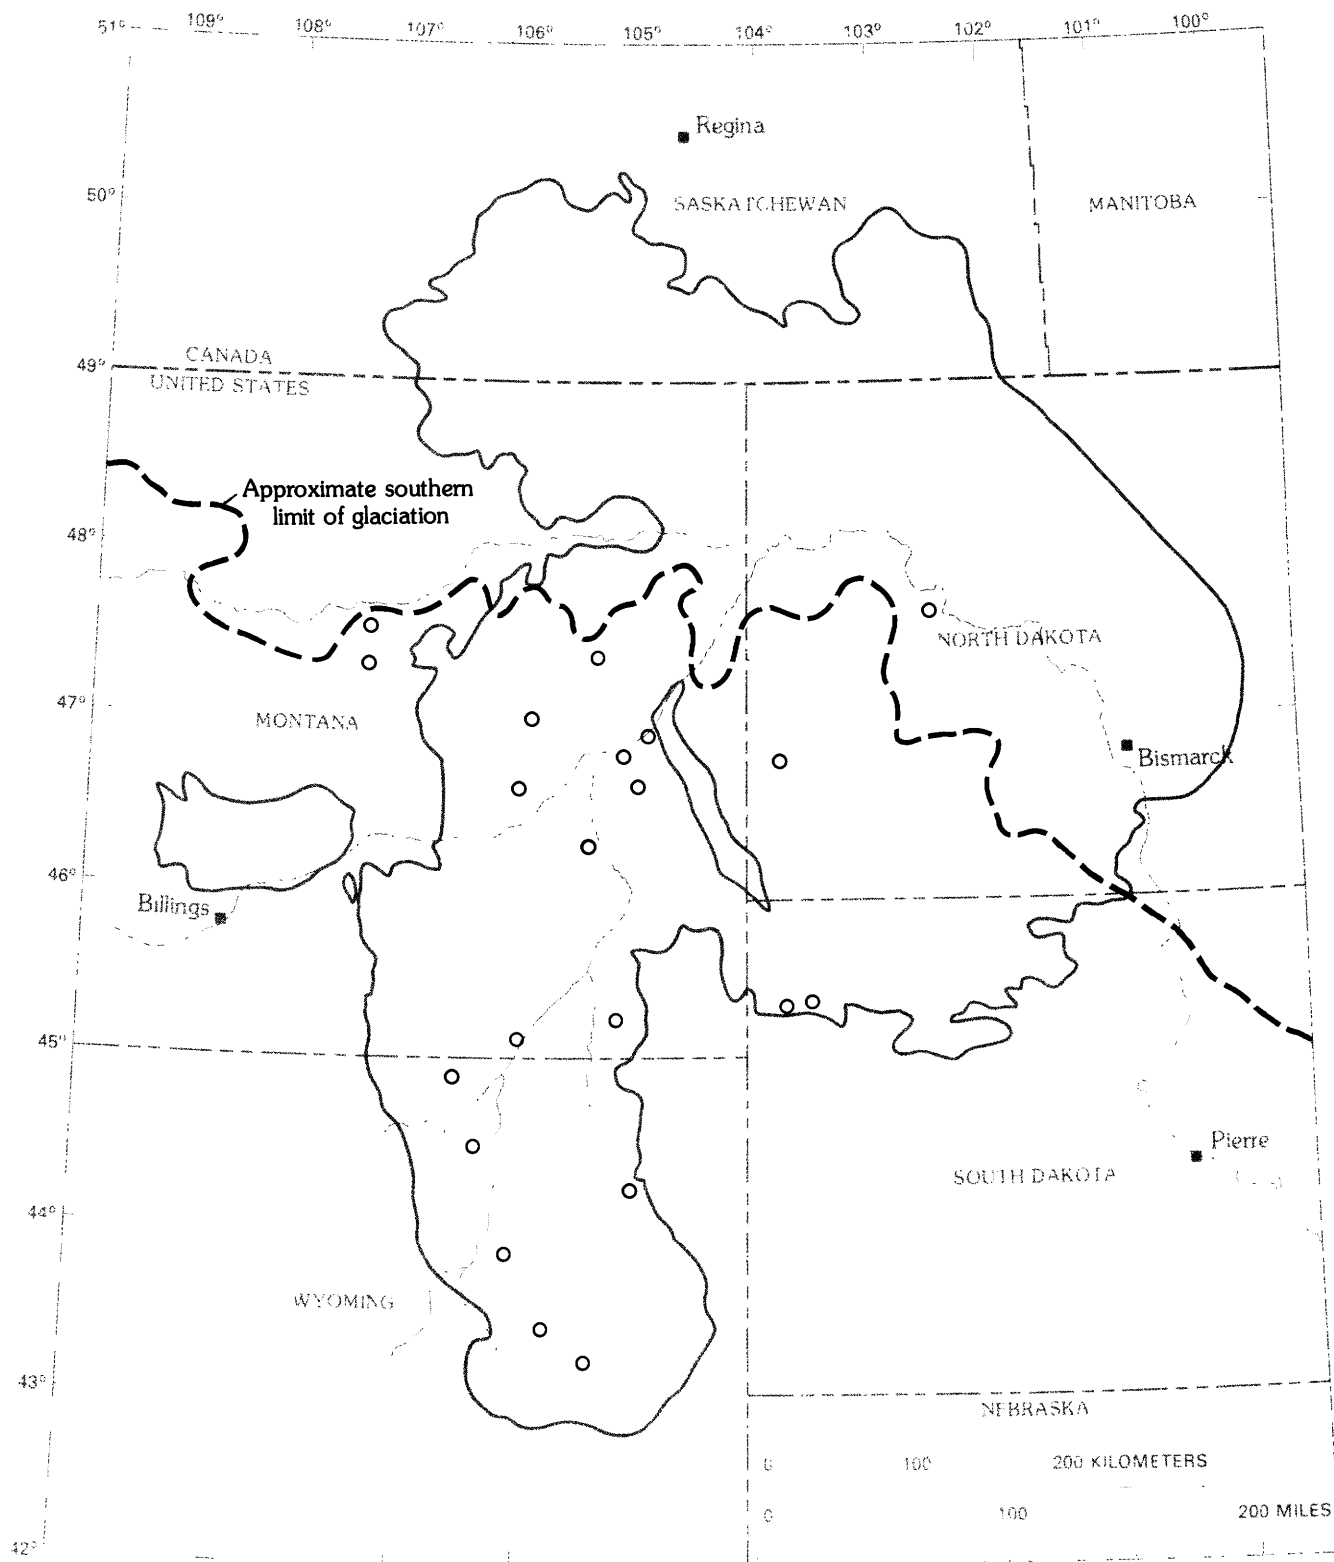 51° 109° 108° 107° 106° 105° 104° 103° 102° 101° 100°
Regina
50°
SASKATCHEWAN
MANITOBA
CANADA
49°
UNITED STATES
Approximate southern
limit of glaciation
48°
NORTH DAKOTA
47°
MONTANA
Bismarck
46°
Billings
45°
Pierre
SOUTH DAKOTA
44°
WYOMING
43°
NEBRASKA
0 100 200 KILOMETERS
0 100 200 MILES
42°